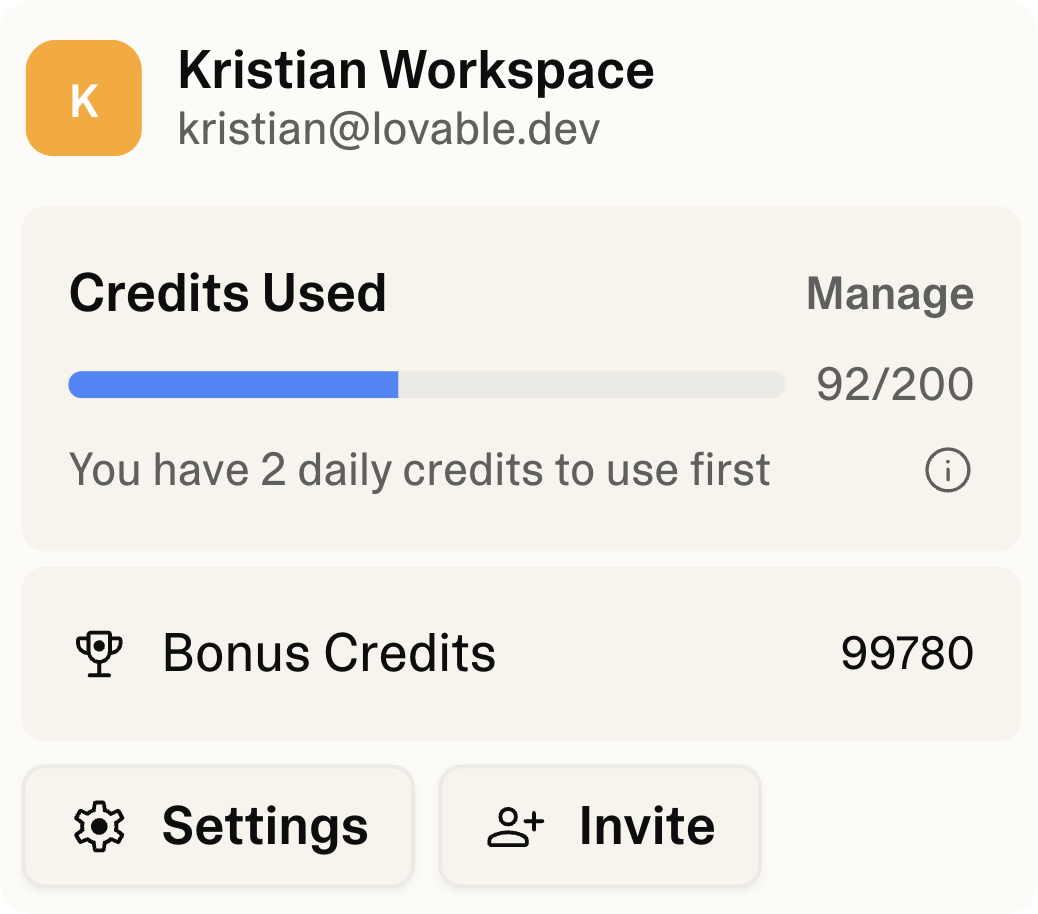 K
Kristian Workspace
kristian@lovable.dev
Credits Used
Manage
92/200
You have 2 daily credits to use first
Bonus Credits
99780
Settings
Invite